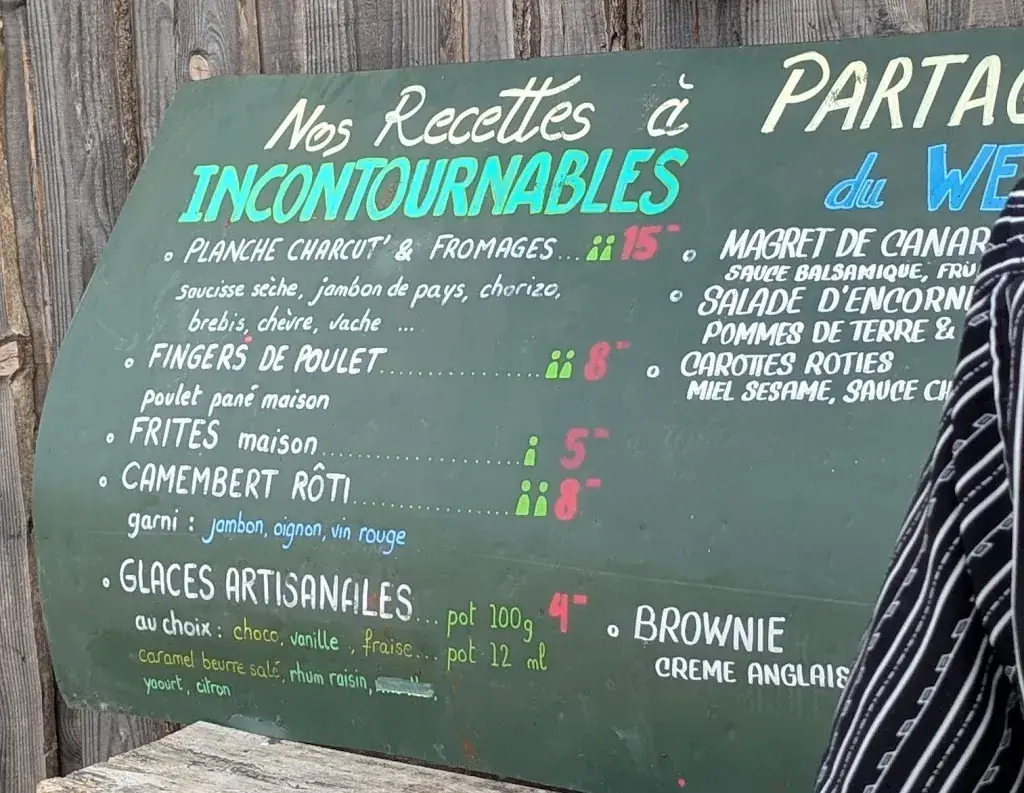 Nos Recettes à PARTAG
INCONTOURNABLES
du WE
• PLANCHE CHARCUT' & FROMAGES... 15-
saucisse sèche, jambon de pays, chorizo,
brebis, chèvre, vache ...
• FINGERS DE POULET........ 8-
poulet pané maison
• FRITES maison........ 5-
• CAMEMBERT RÔTI........ 8-
garni : jambon, oignon, vin rouge
• GLACES ARTISANALES... pot 100g 4-
au choix : choco, vanille, fraise... pot 12 ml
caramel beurre salé, rhum raisin,
yaourt, citron
• MAGRET DE CANAR
SAUCE BALSAMIQUE, FRU
• SALADE D'ENCORN
POMMES DE TERRE &
• CAROTTES ROTIES
MIEL SESAME, SAUCE CH
• BROWNIE
CREME ANGLAIS